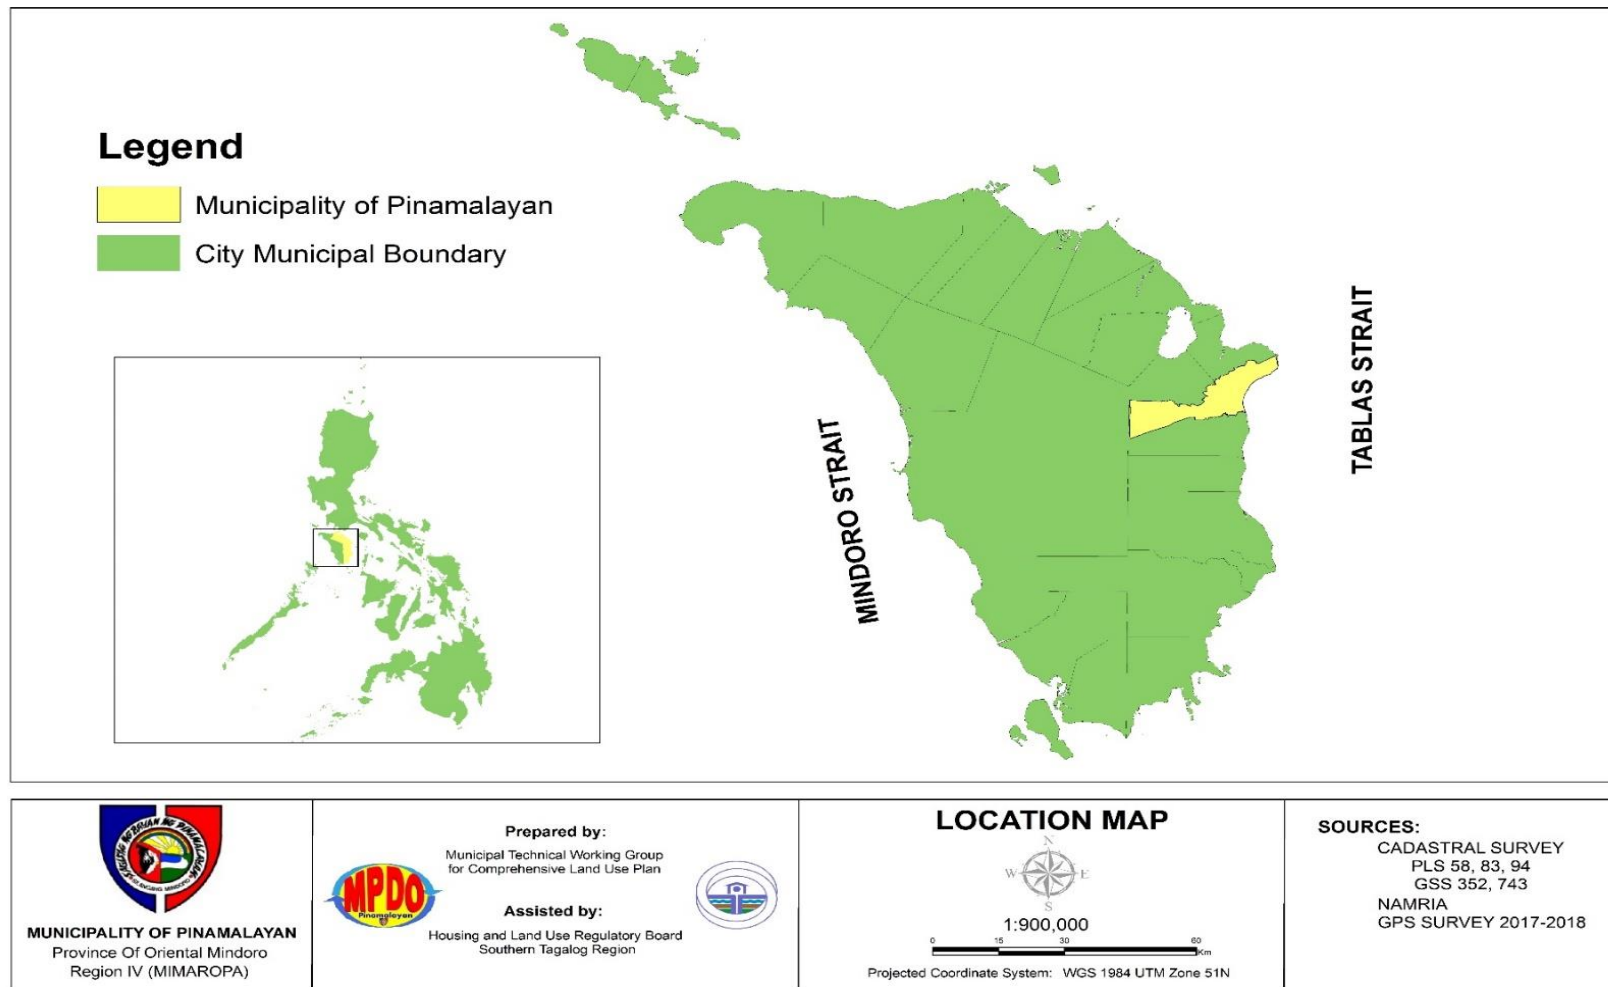 Legend
Municipality of Pinamalayan
City Municipal Boundary
MINDORO STRAIT
TABLAS STRAIT
MUNICIPALITY OF PINAMALAYAN
Province Of Oriental Mindoro
Region IV (MIMAROPA)
Prepared by:
Municipal Technical Working Group
for Comprehensive Land Use Plan
MPDO
Pinamalayan
Assisted by:
Housing and Land Use Regulatory Board
Southern Tagalog Region
LOCATION MAP
N
W E
S
1:900,000
0 15 30 60
Km
Projected Coordinate System: WGS 1984 UTM Zone 51N
SOURCES:
CADASTRAL SURVEY
PLS 58, 83, 94
GSS 352, 743
NAMRIA
GPS SURVEY 2017-2018